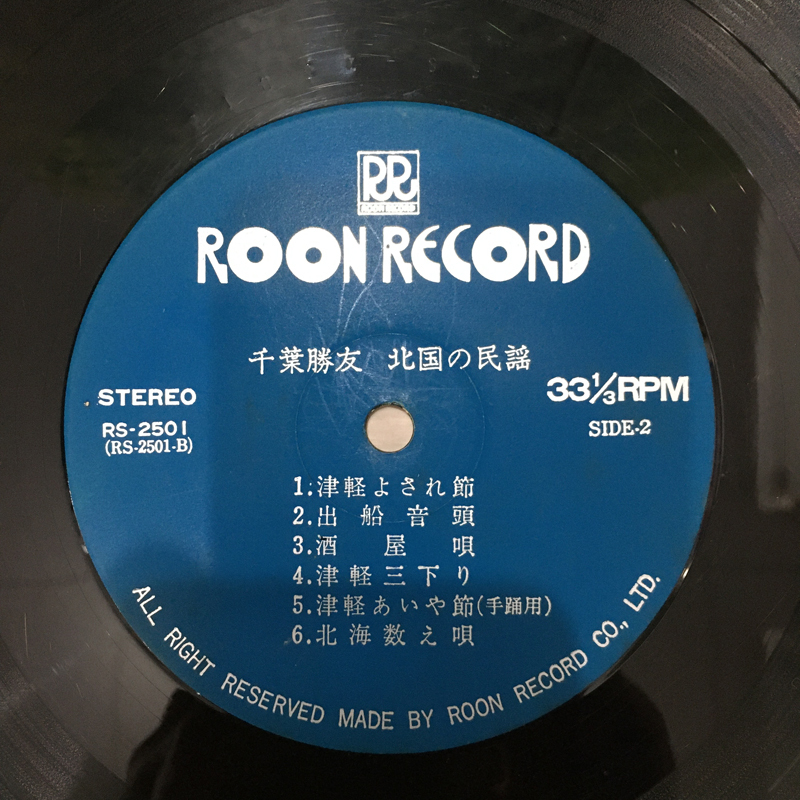 RR
ROON RECORD
ROON RECORD
千葉勝友 北国の民謡
STEREO
33⅓RPM
RS-2501
(RS-2501-B)
SIDE-2
1.津軽よされ節
2.出船音頭
3.酒屋唄
4.津軽三下り
5.津軽あいや節(手踊用)
6.北海数え唄
ALL RIGHT RESERVED MADE BY ROON RECORD CO., LTD.